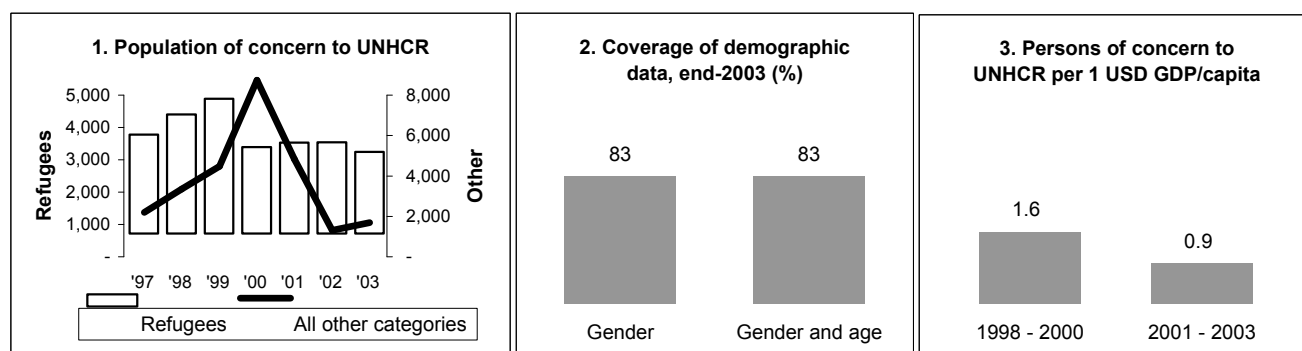 1. Population of concern to UNHCR
Refugees
5,000
4,000
3,000
2,000
1,000
-
8,000
6,000
4,000
2,000
-
Other
'97 '98 '99 '00 '01 '02 '03
Refugees All other categories
2. Coverage of demographic
data, end-2003 (%)
83 83
Gender Gender and age
3. Persons of concern to
UNHCR per 1 USD GDP/capita
1.6
0.9
1998 - 2000 2001 - 2003